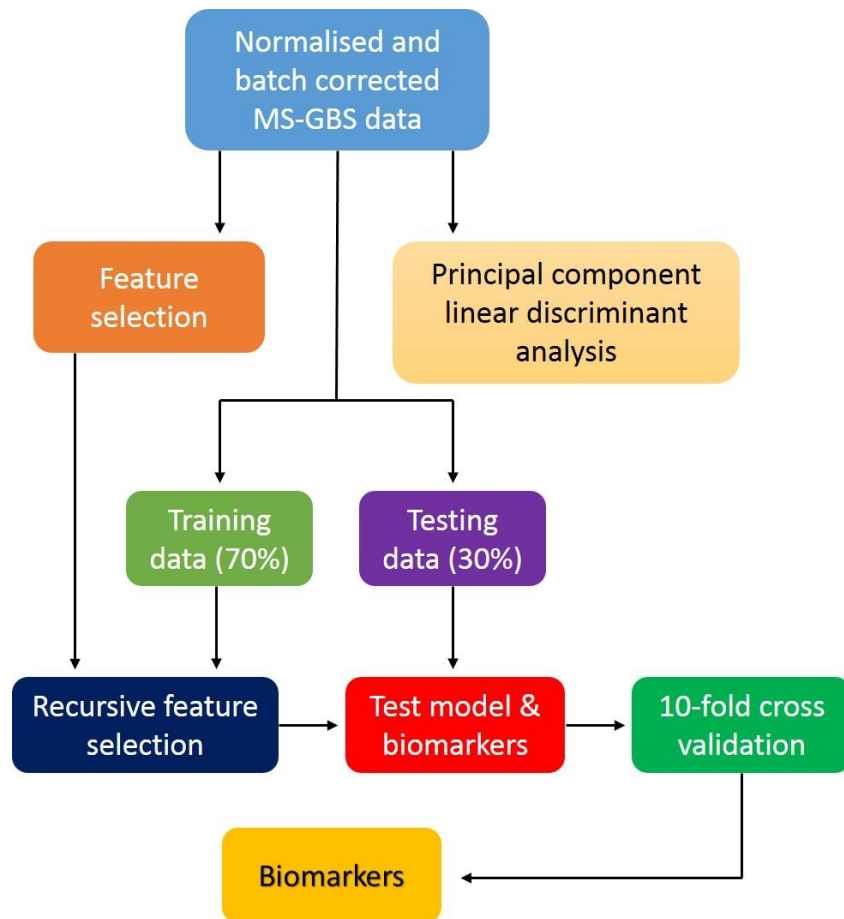 Normalised and
batch corrected
MS-GBS data
Feature
selection
Principal component
linear discriminant
analysis
Training
data (70%)
Testing
data (30%)
Recursive feature
selection
Test model &
biomarkers
10-fold cross
validation
Biomarkers